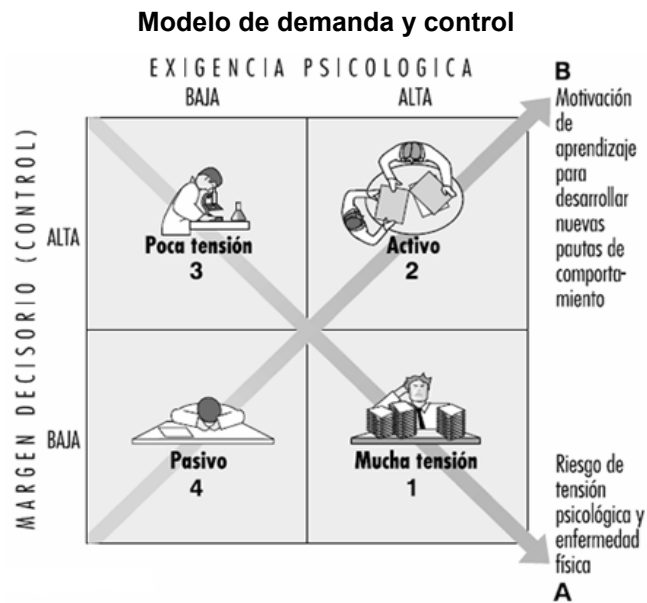 Modelo de demanda y control
EXIGENCIA PSICOLOGICA
BAJA
ALTA
MARGEN DECISORIO (CONTROL)
ALTA
BAJA
Poca tensión
3
Activo
2
Pasivo
4
Mucha tensión
1
B
Motivación
de
aprendizaje
para
desarrollar
nuevas
pautas de
comporta-
miento
Riesgo de
tensión
psicológica y
enfermedad
física
A